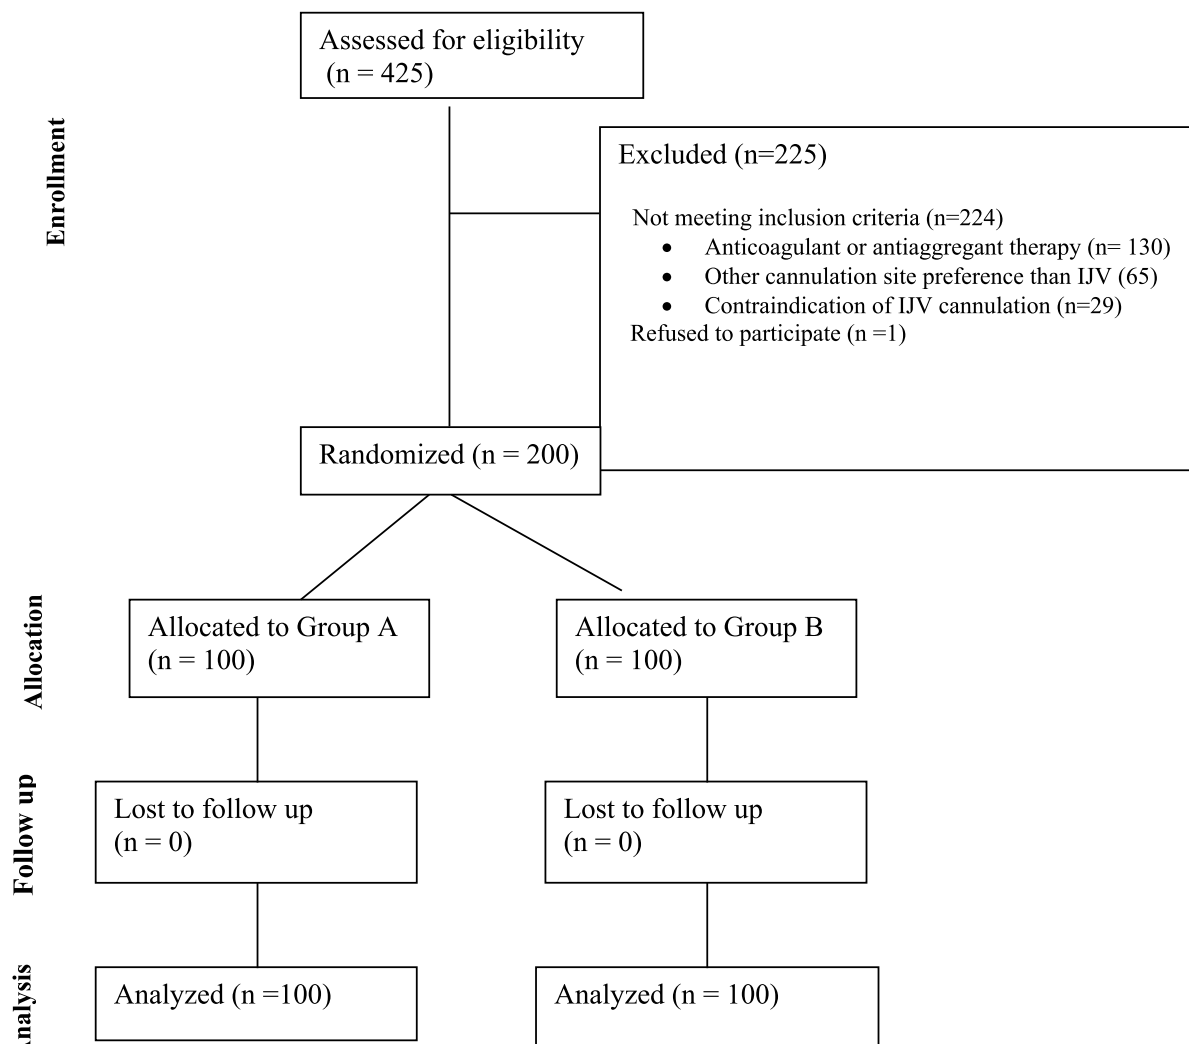 Assessed for eligibility
(n = 425)
Enrollment
Excluded (n=225)
Not meeting inclusion criteria (n=224)
• Anticoagulant or antiaggregant therapy (n= 130)
• Other cannulation site preference than IJV (65)
• Contraindication of IJV cannulation (n=29)
Refused to participate (n =1)
Randomized (n = 200)
Allocation
Allocated to Group A
(n = 100)
Allocated to Group B
(n = 100)
Follow up
Lost to follow up
(n = 0)
Lost to follow up
(n = 0)
Analysis
Analyzed (n =100)
Analyzed (n = 100)